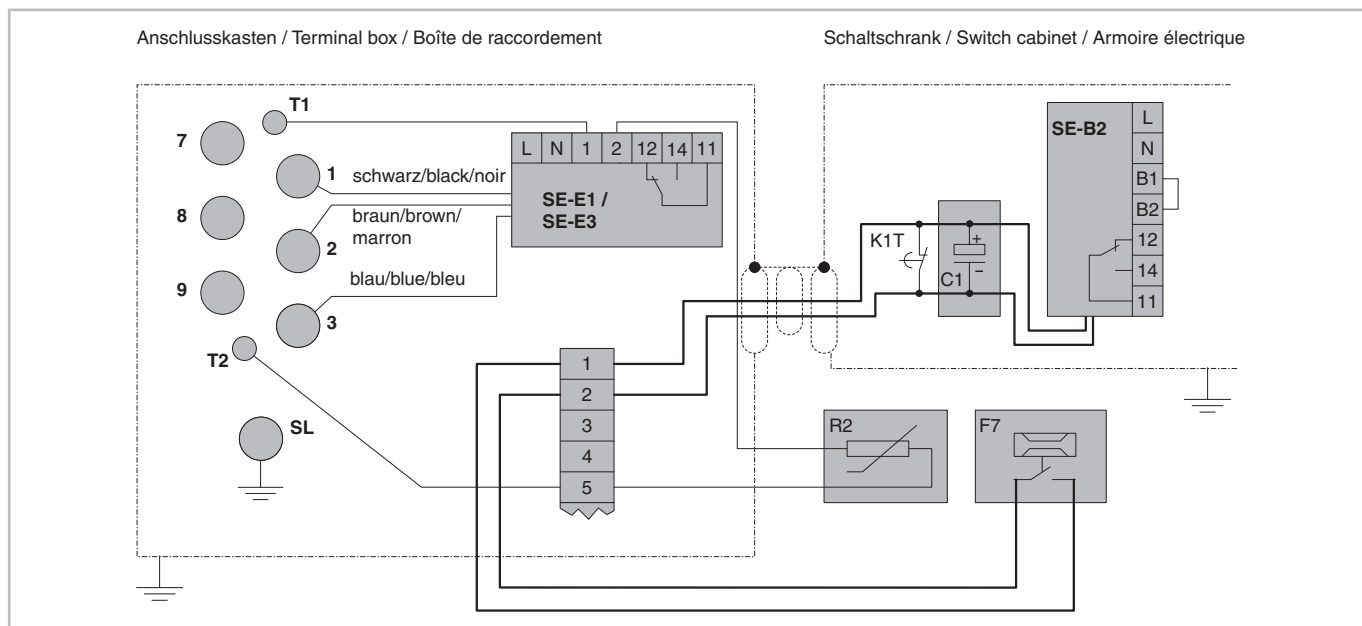 Anschlusskasten / Terminal box / Boîte de raccordement
Schaltschrank / Switch cabinet / Armoire électrique
T1
7
1
schwarz/black/noir
8
braun/brown/
marron
2
9
blau/blue/bleu
3
T2
SL
L N 1 2 12 14 11
SE-E1 /
SE-E3
1
2
3
4
5
K1T
+
-
C1
SE-B2
L
N
B1
B2
12
14
11
R2
F7